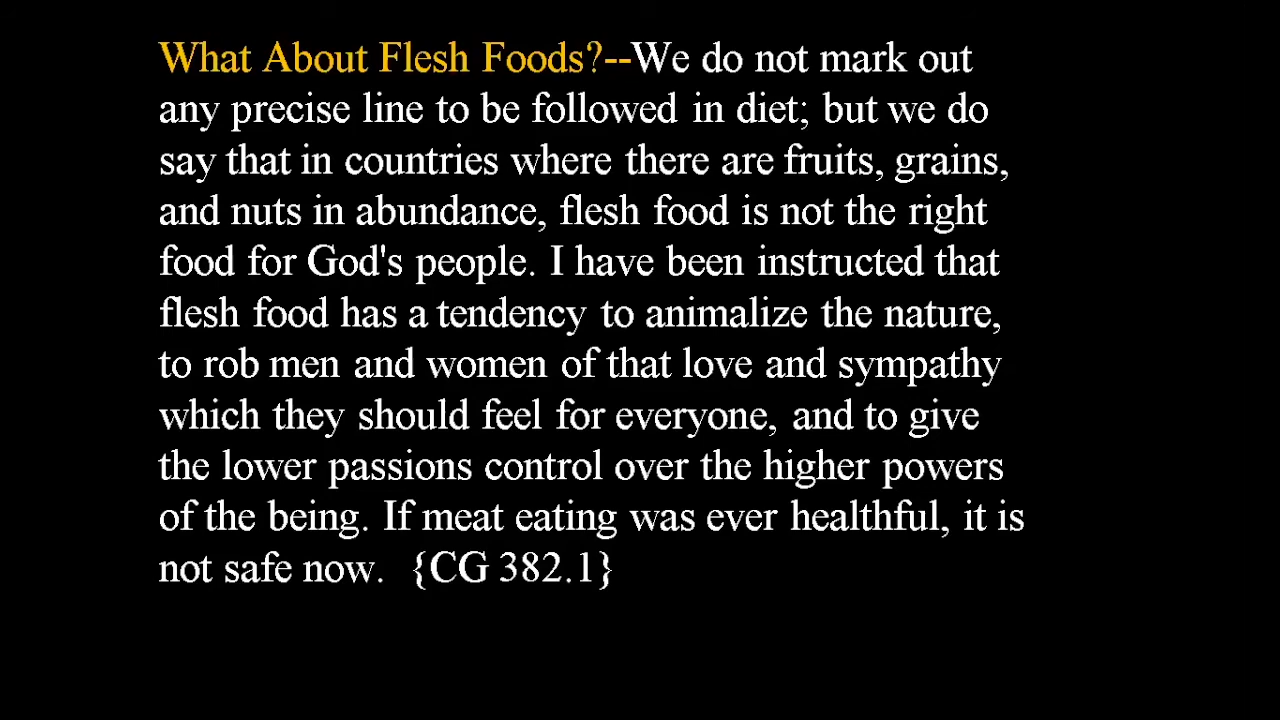 What About Flesh Foods?--We do not mark out
any precise line to be followed in diet; but we do
say that in countries where there are fruits, grains,
and nuts in abundance, flesh food is not the right
food for God's people. I have been instructed that
flesh food has a tendency to animalize the nature,
to rob men and women of that love and sympathy
which they should feel for everyone, and to give
the lower passions control over the higher powers
of the being. If meat eating was ever healthful, it is
not safe now.  {CG 382.1}